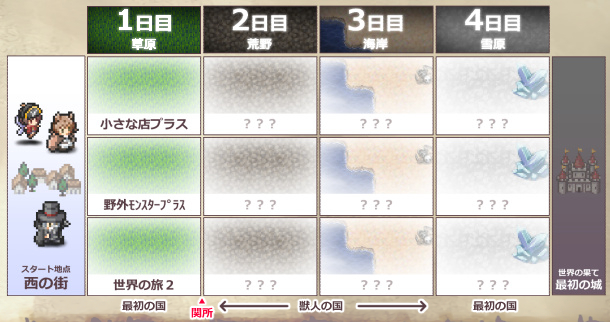 1日目
草原
2日目
荒野
3日目
海岸
4日目
雪原
小さな店プラス
？？？
？？？
？？？
野外ﾓﾝｽﾀｰﾌﾟﾗｽ
？？？
？？？
？？？
世界の旅２
？？？
？？？
？？？
スタート地点
西の街
世界の果て
最初の城
最初の国
関所
獣人の国
最初の国